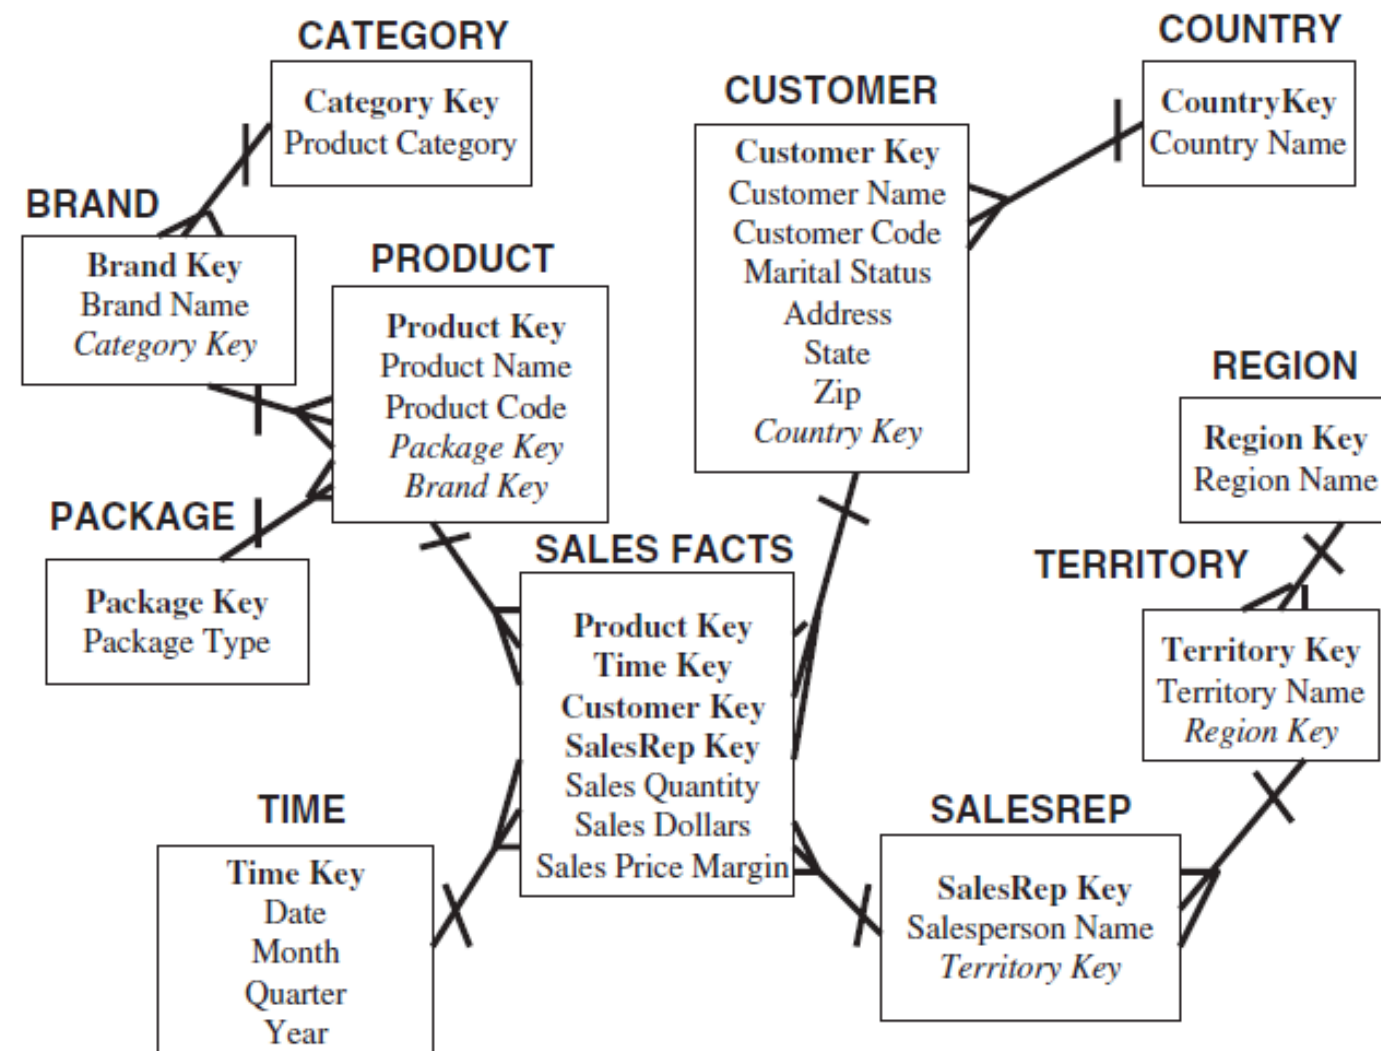 CATEGORY
Category Key
Product Category
BRAND
Brand Key
Brand Name
Category Key
PRODUCT
Product Key
Product Name
Product Code
Package Key
Brand Key
PACKAGE
Package Key
Package Type
CUSTOMER
Customer Key
Customer Name
Customer Code
Marital Status
Address
State
Zip
Country Key
COUNTRY
CountryKey
Country Name
REGION
Region Key
Region Name
TERRITORY
Territory Key
Territory Name
Region Key
SALES FACTS
Product Key
Time Key
Customer Key
SalesRep Key
Sales Quantity
Sales Dollars
Sales Price Margin
TIME
Time Key
Date
Month
Quarter
Year
SALESREP
SalesRep Key
Salesperson Name
Territory Key